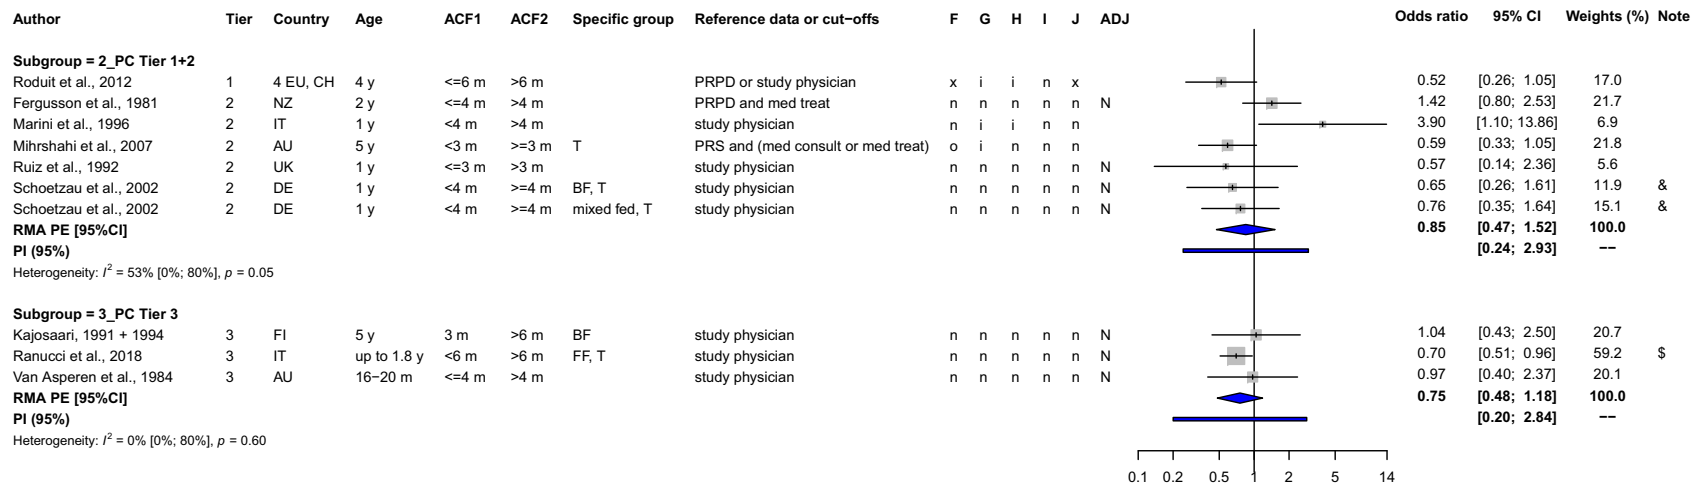 Author Tier Country Age ACF1 ACF2 Specific group Reference data or cut−offs F G H I J ADJ Odds ratio 95% CI Weights (%) Note
Subgroup = 2_PC Tier 1+2
Roduit et al., 2012 1 4 EU, CH 4 y <=6 m >6 m PRPD or study physician x i i n x 0.52 [0.26; 1.05] 17.0
Fergusson et al., 1981 2 NZ 2 y <=4 m >4 m PRPD and med treat n n n n n N 1.42 [0.80; 2.53] 21.7
Marini et al., 1996 2 IT 1 y <4 m >4 m study physician n i i n n 3.90 [1.10; 13.86] 6.9
Mihrshahi et al., 2007 2 AU 5 y <3 m >=3 m T PRS and (med consult or med treat) o i n n n 0.59 [0.33; 1.05] 21.8
Ruiz et al., 1992 2 UK 1 y <=3 m >3 m study physician n n n n n N 0.57 [0.14; 2.36] 5.6
Schoetzau et al., 2002 2 DE 1 y <4 m >=4 m BF, T study physician n n n n n N 0.65 [0.26; 1.61] 11.9 &
Schoetzau et al., 2002 2 DE 1 y <4 m >=4 m mixed fed, T study physician n n n n n N 0.76 [0.35; 1.64] 15.1 &
RMA PE [95%CI] 0.85 [0.47; 1.52] 100.0
PI (95%) [0.24; 2.93] −−
Heterogeneity: I² = 53% [0%; 80%], p = 0.05
Subgroup = 3_PC Tier 3
Kajosaari, 1991 + 1994 3 FI 5 y 3 m >6 m BF study physician n n n n n N 1.04 [0.43; 2.50] 20.7
Ranucci et al., 2018 3 IT up to 1.8 y <6 m >6 m FF, T study physician n n n n n N 0.70 [0.51; 0.96] 59.2 $
Van Asperen et al., 1984 3 AU 16−20 m <=4 m >4 m study physician n n n n n N 0.97 [0.40; 2.37] 20.1
RMA PE [95%CI] 0.75 [0.48; 1.18] 100.0
PI (95%) [0.20; 2.84] −−
Heterogeneity: I² = 0% [0%; 80%], p = 0.60
0.1 0.2 0.5 1 2 5 14